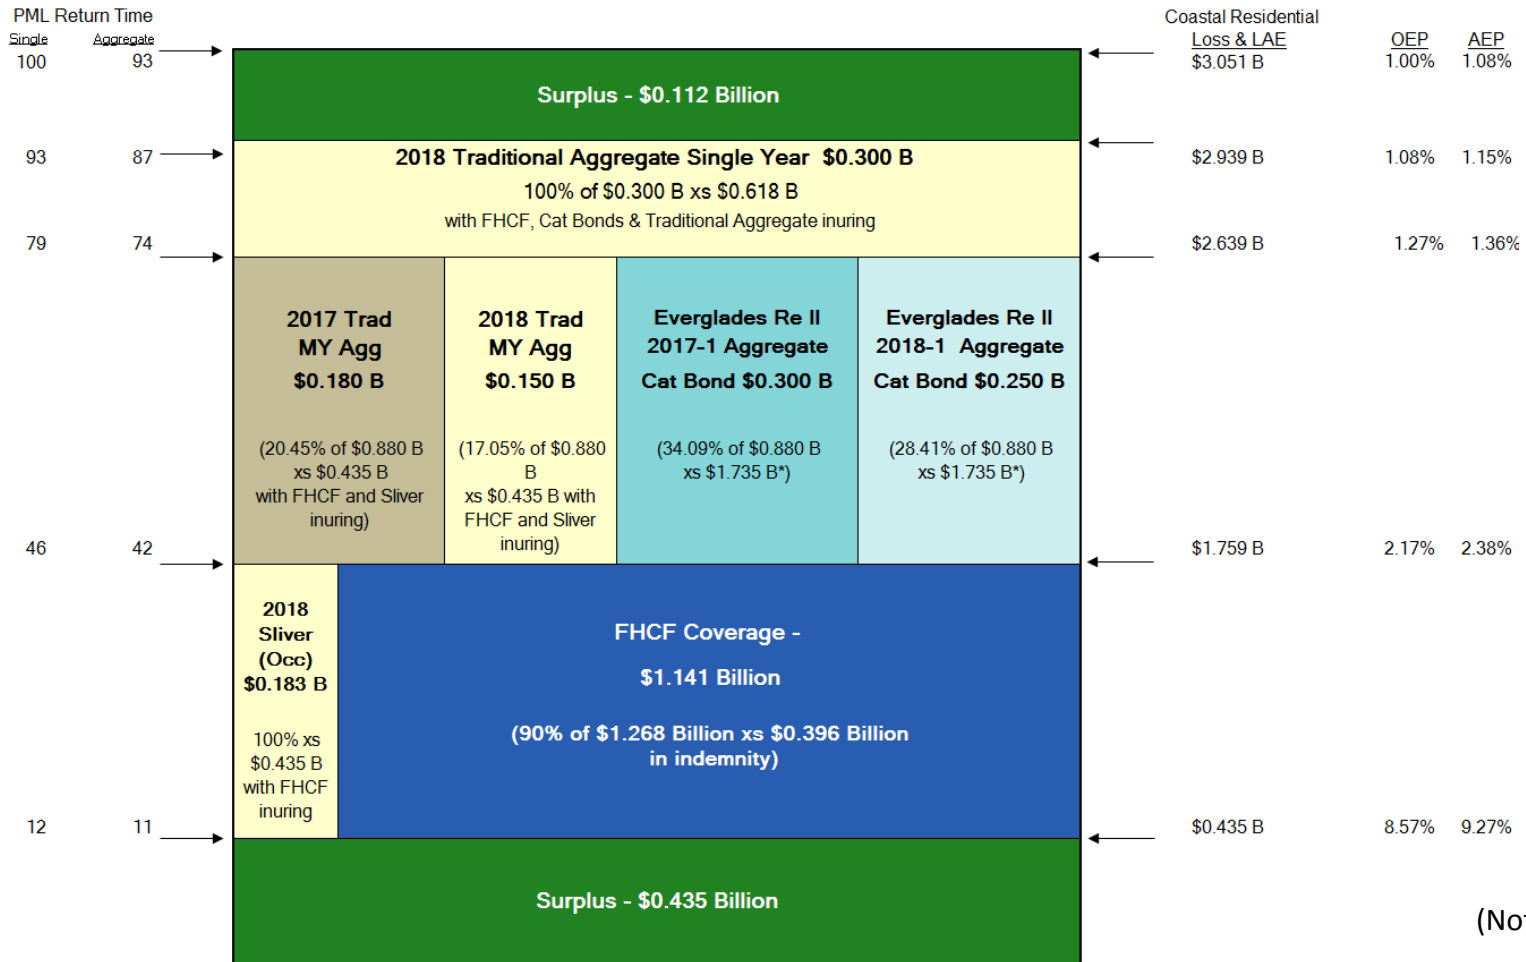 PML Return Time
Single Aggregate
100 93
93 87
79 74
46 42
12 11
Surplus - $0.112 Billion
2018 Traditional Aggregate Single Year $0.300 B
100% of $0.300 B xs $0.618 B
with FHCF, Cat Bonds & Traditional Aggregate inuring
2017 Trad
MY Agg
$0.180 B
(20.45% of $0.880 B
xs $0.435 B
with FHCF and Sliver
inuring)
2018 Trad
MY Agg
$0.150 B
(17.05% of $0.880
B
xs $0.435 B with
FHCF and Sliver
inuring)
Everglades Re II
2017-1 Aggregate
Cat Bond $0.300 B
(34.09% of $0.880 B
xs $1.735 B*)
Everglades Re II
2018-1 Aggregate
Cat Bond $0.250 B
(28.41% of $0.880 B
xs $1.735 B*)
2018
Sliver
(Occ)
$0.183 B
100% xs
$0.435 B
with FHCF
inuring
FHCF Coverage -
$1.141 Billion
(90% of $1.268 Billion xs $0.396 Billion
in indemnity)
Surplus - $0.435 Billion
Coastal Residential
Loss & LAE OEP AEP
$3.051 B 1.00% 1.08%
$2.939 B 1.08% 1.15%
$2.639 B 1.27% 1.36%
$1.759 B 2.17% 2.38%
$0.435 B 8.57% 9.27%